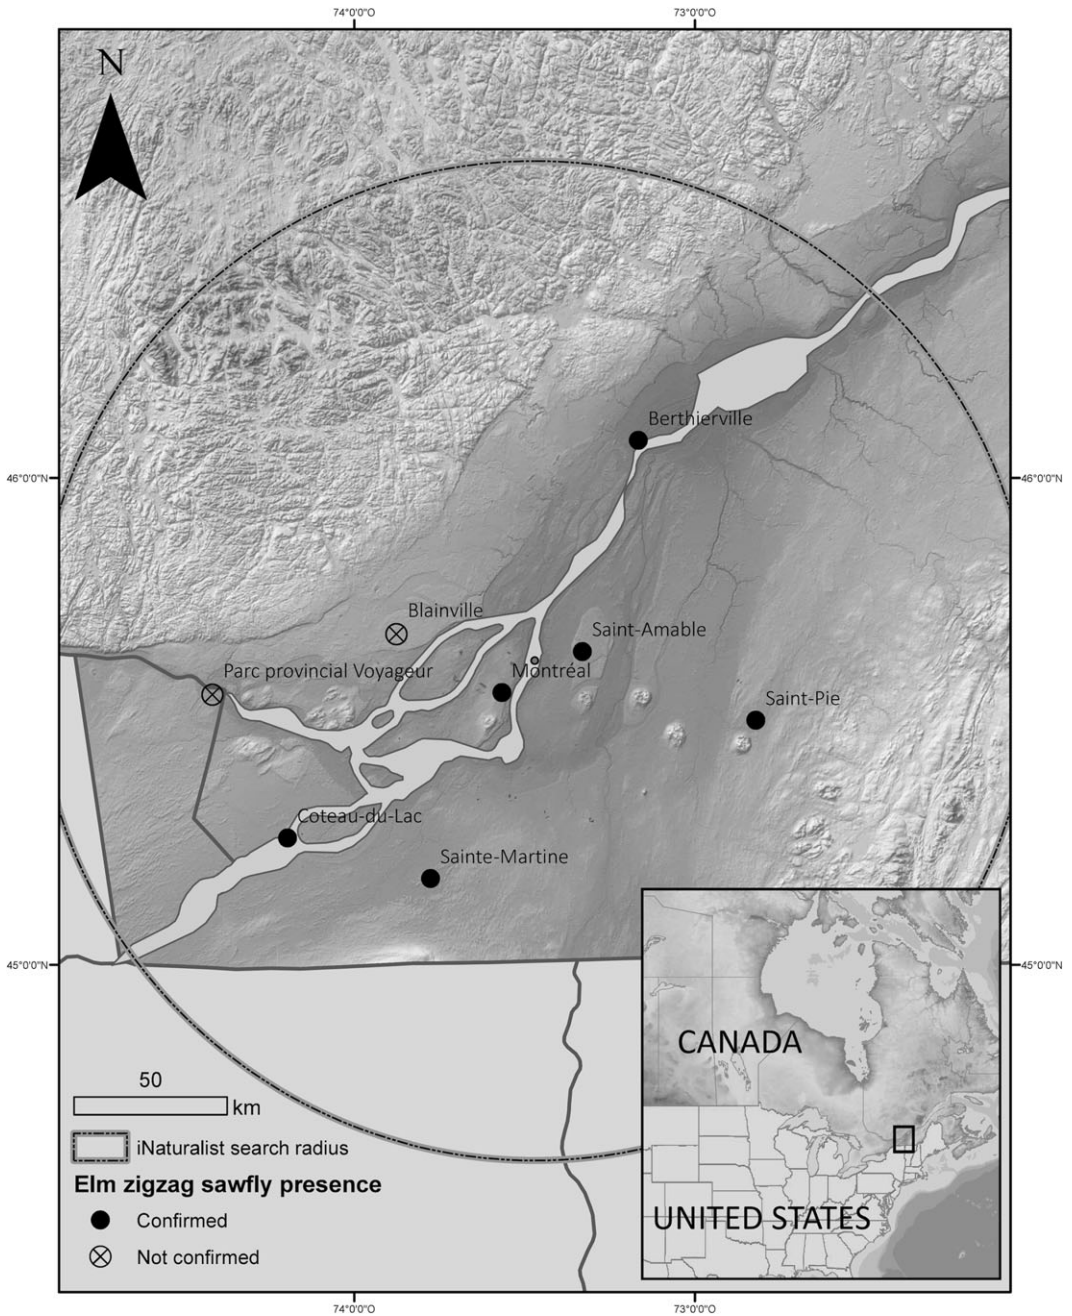 74°0'0"O 73°0'0"O
N
Berthierville
46°0'0"N 46°0'0"N
Blainville
Saint-Amable
Parc provincial Voyageur
Montréal
Saint-Pie
Coteau-du-Lac
Sainte-Martine
45°0'0"N 45°0'0"N
CANADA
UNITED STATES
50
km
iNaturalist search radius
Elm zigzag sawfly presence
Confirmed
Not confirmed
74°0'0"O 73°0'0"O